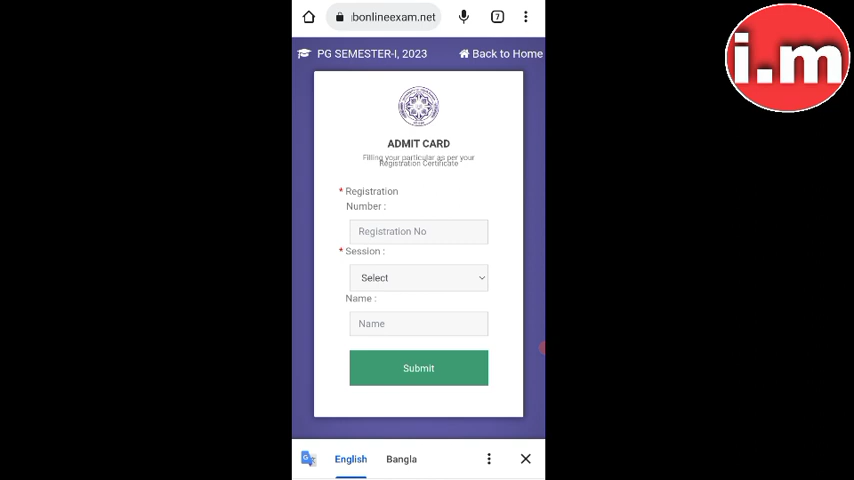 bonlineexam.net
7
PG SEMESTER-I, 2023
Back to Home
i.m
ADMIT CARD
Filling your particular as per your
Registration Certificate
* Registration
Number :
Registration No
* Session :
Select
Name :
Name
Submit
English
Bangla